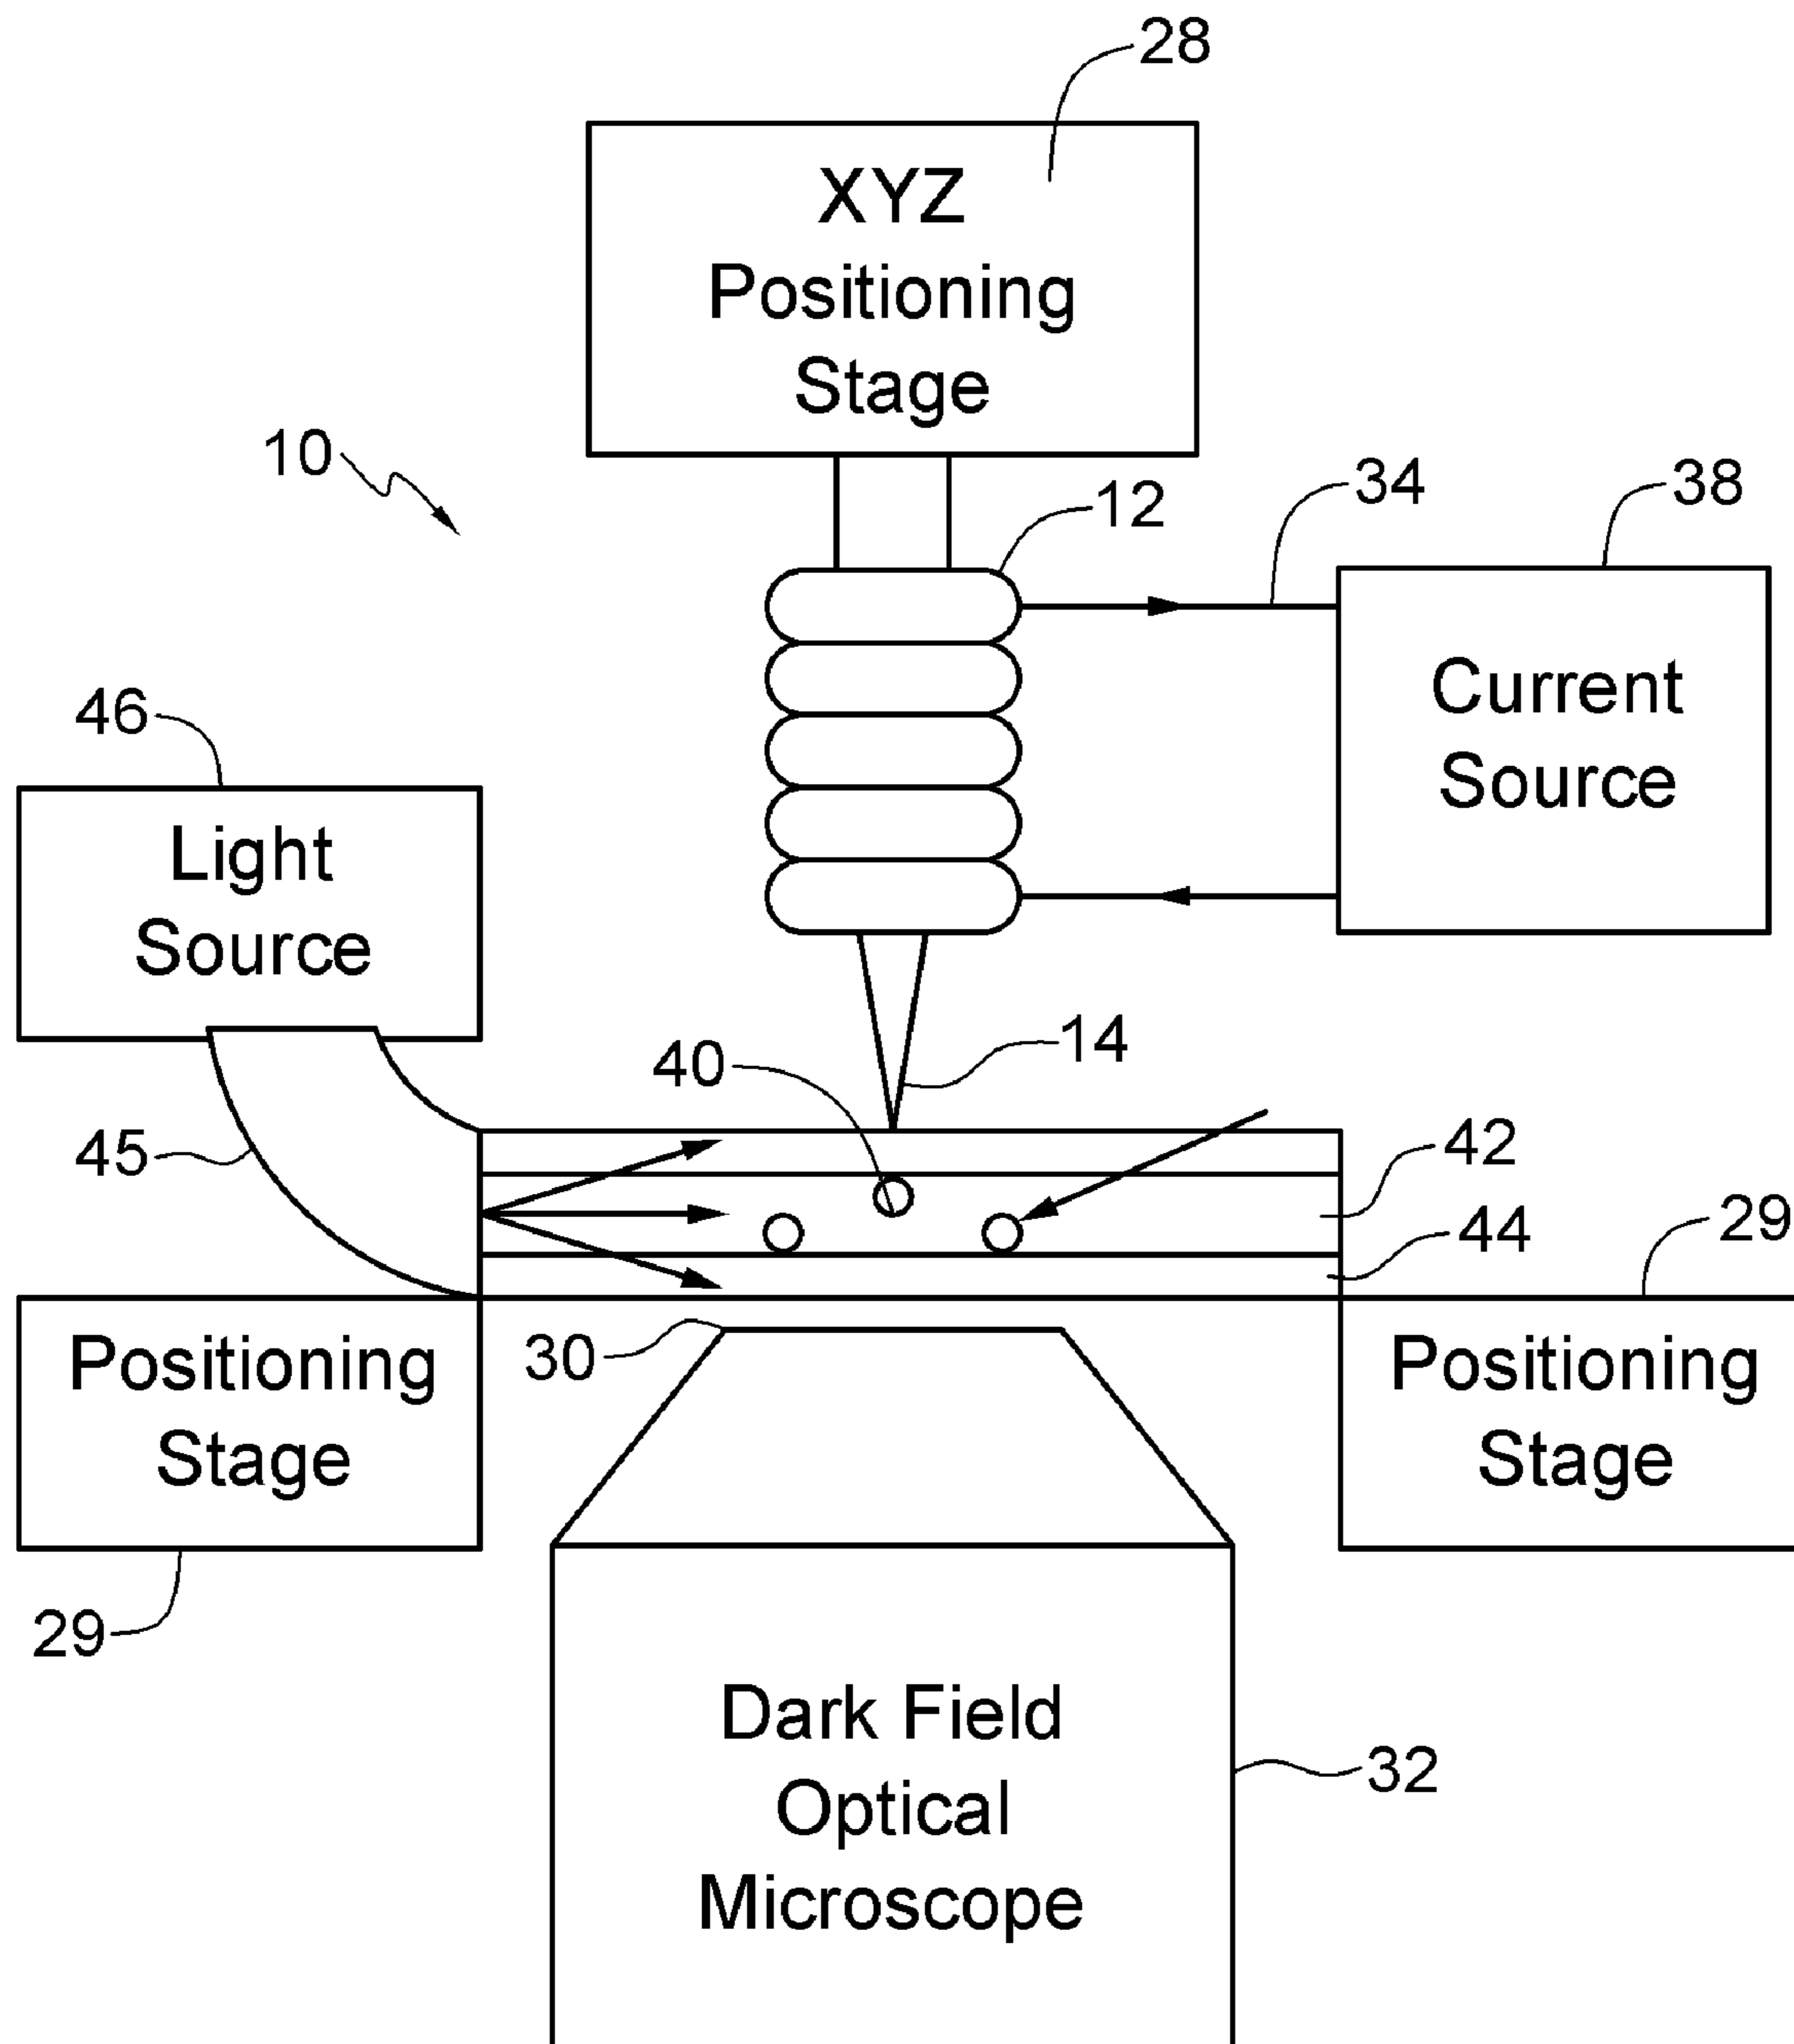 28
XYZ
Positioning
Stage
10
12
34
38
Current
Source
46
Light
Source
14
40
45
42
44
29
30
Positioning
Stage
Positioning
Stage
29
Dark Field
Optical
Microscope
32